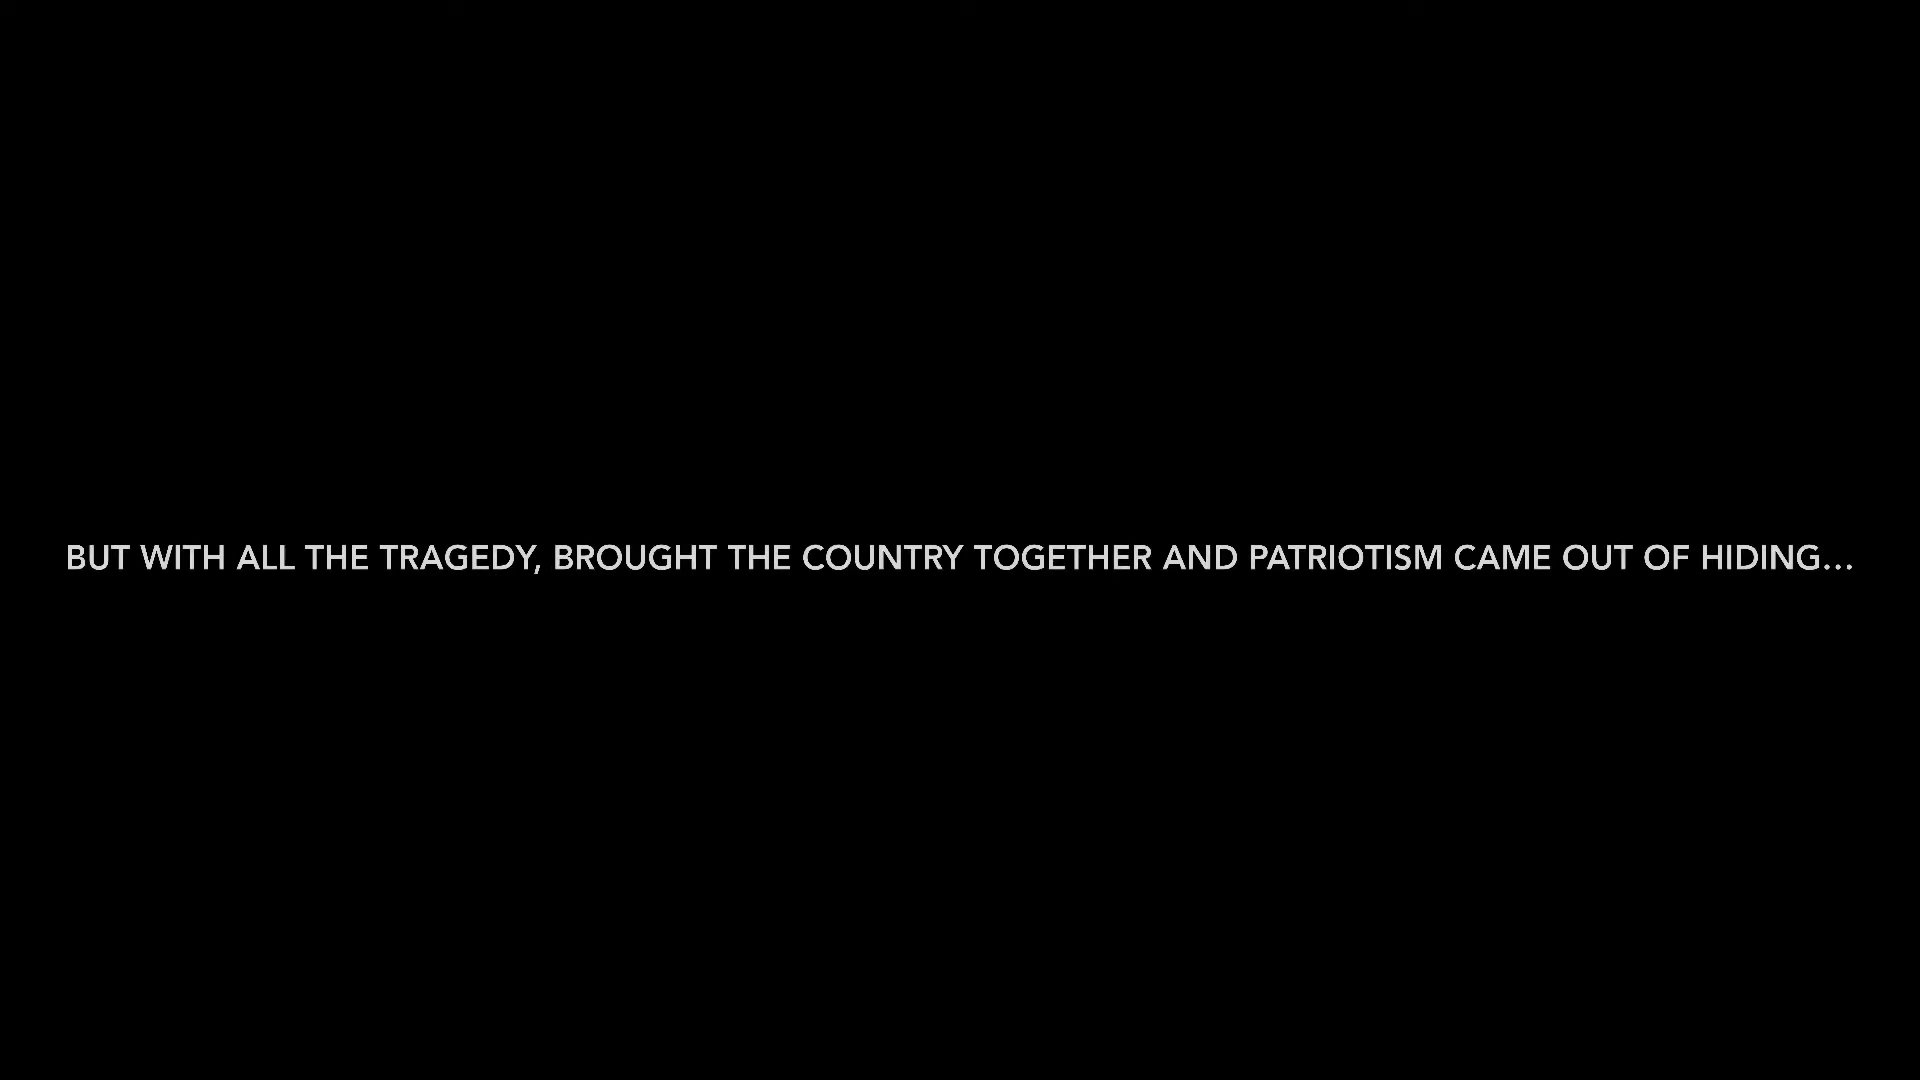 BUT WITH ALL THE TRAGEDY, BROUGHT THE COUNTRY TOGETHER AND PATRIOTISM CAME OUT OF HIDING…